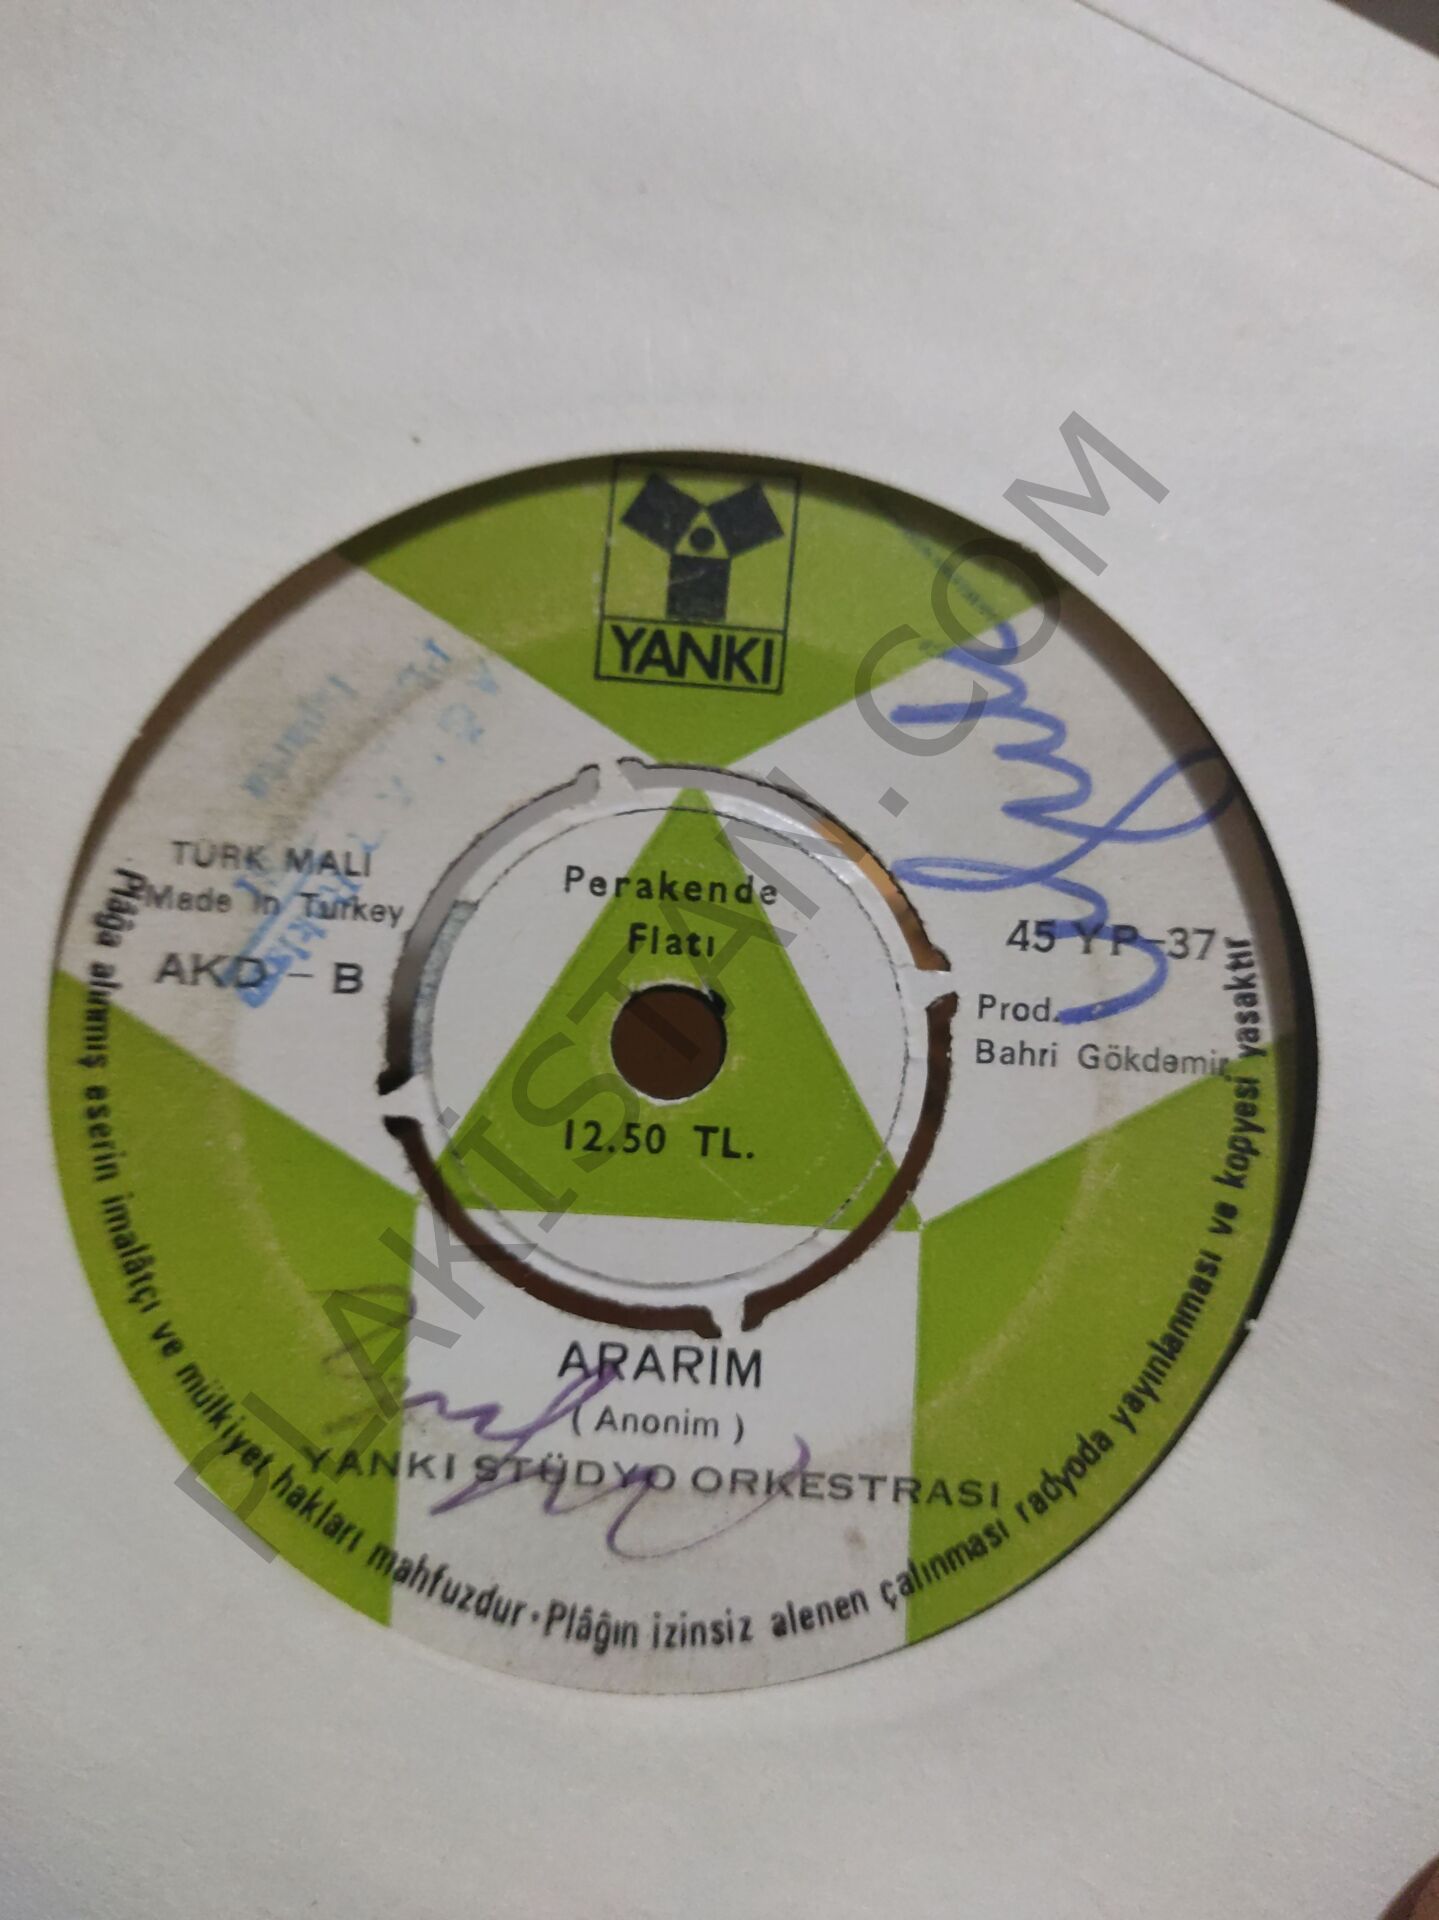 YANKI
TÜRK MALI
Made in Turkey
AKD - B
Perakende
Fiatı
12.50 TL.
45 YP-37
Prod.
Bahri Gökdemir
ARARIM
( Anonim )
YANKI STÜDYO ORKESTRASI
Plâğa alınmış eserin imalâtçı ve mülkiyet hakları mahfuzdur · Plâğın izinsiz alenen çalınması radyoda yayınlanması ve kopyesi yasaktır
PLAKİSTAN.COM